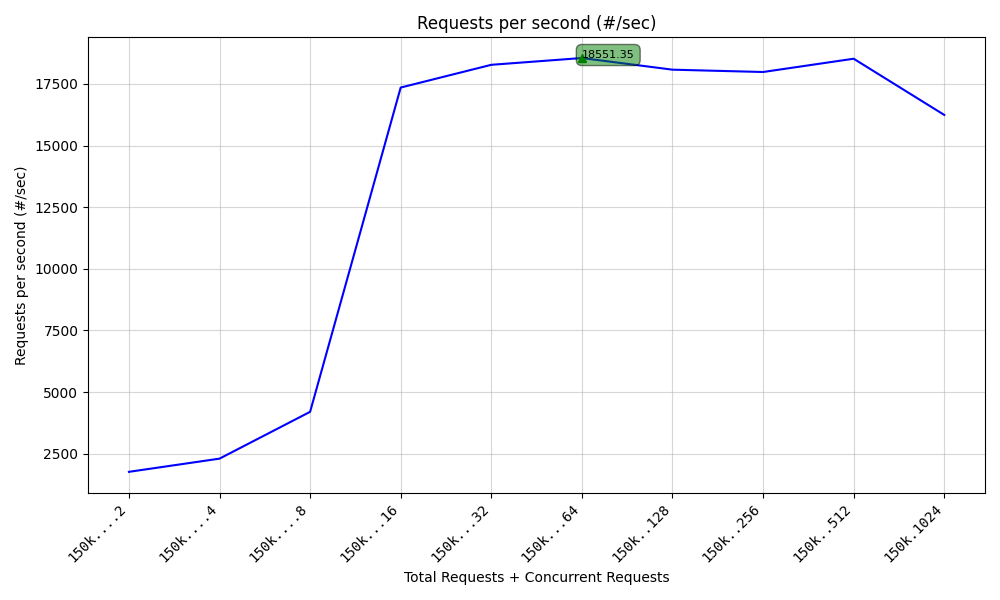 Requests per second (#/sec)
18551.35
17500
15000
12500
10000
7500
5000
2500
Requests per second (#/sec)
150k....2
150k....4
150k....8
150k...16
150k...32
150k...64
150k..128
150k..256
150k..512
150k.1024
Total Requests + Concurrent Requests